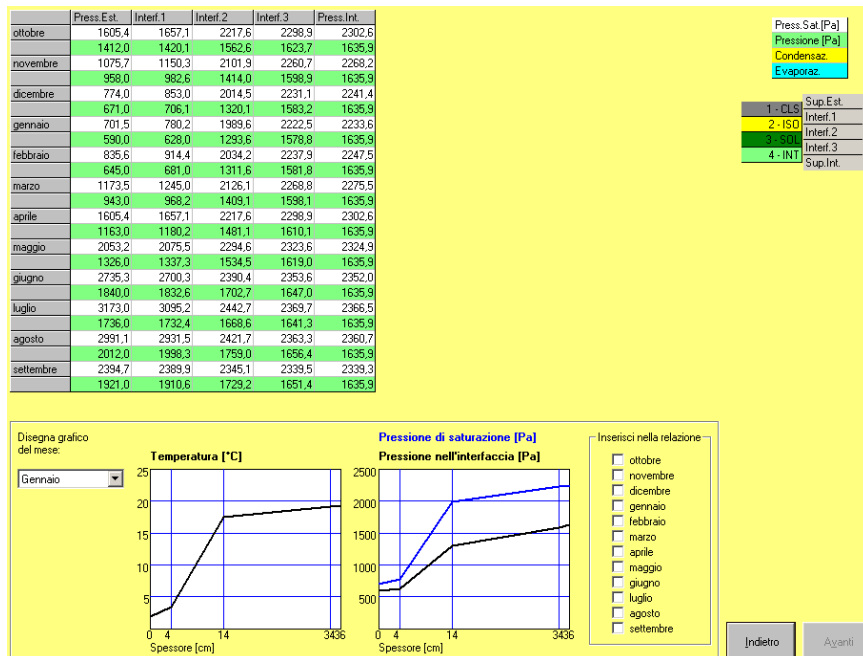 Press.Est. Interf.1 Interf.2 Interf.3 Press.Int.
ottobre 1605,4 1657,1 2217,6 2298,9 2302,6
1412,0 1420,1 1562,6 1623,7 1635,9
novembre 1075,7 1150,3 2101,9 2260,7 2268,2
958,0 982,6 1414,0 1598,9 1635,9
dicembre 774,0 853,0 2014,5 2231,1 2241,4
671,0 706,1 1320,1 1583,2 1635,9
gennaio 701,5 780,2 1989,6 2222,5 2233,6
590,0 628,0 1293,6 1578,8 1635,9
febbraio 835,6 914,4 2034,2 2237,9 2247,5
645,0 681,0 1311,6 1581,8 1635,9
marzo 1173,5 1245,0 2126,1 2268,8 2275,5
943,0 968,2 1409,1 1598,1 1635,9
aprile 1605,4 1657,1 2217,6 2298,9 2302,6
1163,0 1180,2 1481,1 1610,1 1635,9
maggio 2053,2 2075,5 2294,6 2323,6 2324,9
1326,0 1337,3 1534,5 1619,0 1635,9
giugno 2735,3 2700,3 2390,4 2353,6 2352,0
1840,0 1832,6 1702,7 1647,0 1635,9
luglio 3173,0 3095,2 2442,7 2369,7 2366,5
1736,0 1732,4 1668,6 1641,3 1635,9
agosto 2991,1 2931,5 2421,7 2363,3 2360,7
2012,0 1998,3 1759,0 1656,4 1635,9
settembre 2394,7 2389,9 2345,1 2339,5 2339,3
1921,0 1910,6 1729,2 1651,4 1635,9
Press.Sat.[Pa]
Pressione [Pa]
Condensaz.
Evaporaz.
Sup.Est.
1 - CLS
Interf.1
2 - ISO
Interf.2
3 - SOL
Interf.3
4 - INT
Sup.Int.
Disegna grafico
del mese:
Gennaio
Temperatura [°C]
25
20
15
10
5
0 4 14 3436
Spessore [cm]
Pressione di saturazione [Pa]
Pressione nell'interfaccia [Pa]
2500
2000
1500
1000
500
0 4 14 3436
Spessore [cm]
Inserisci nella relazione
ottobre
novembre
dicembre
gennaio
febbraio
marzo
aprile
maggio
giugno
luglio
agosto
settembre
Indietro
Avanti